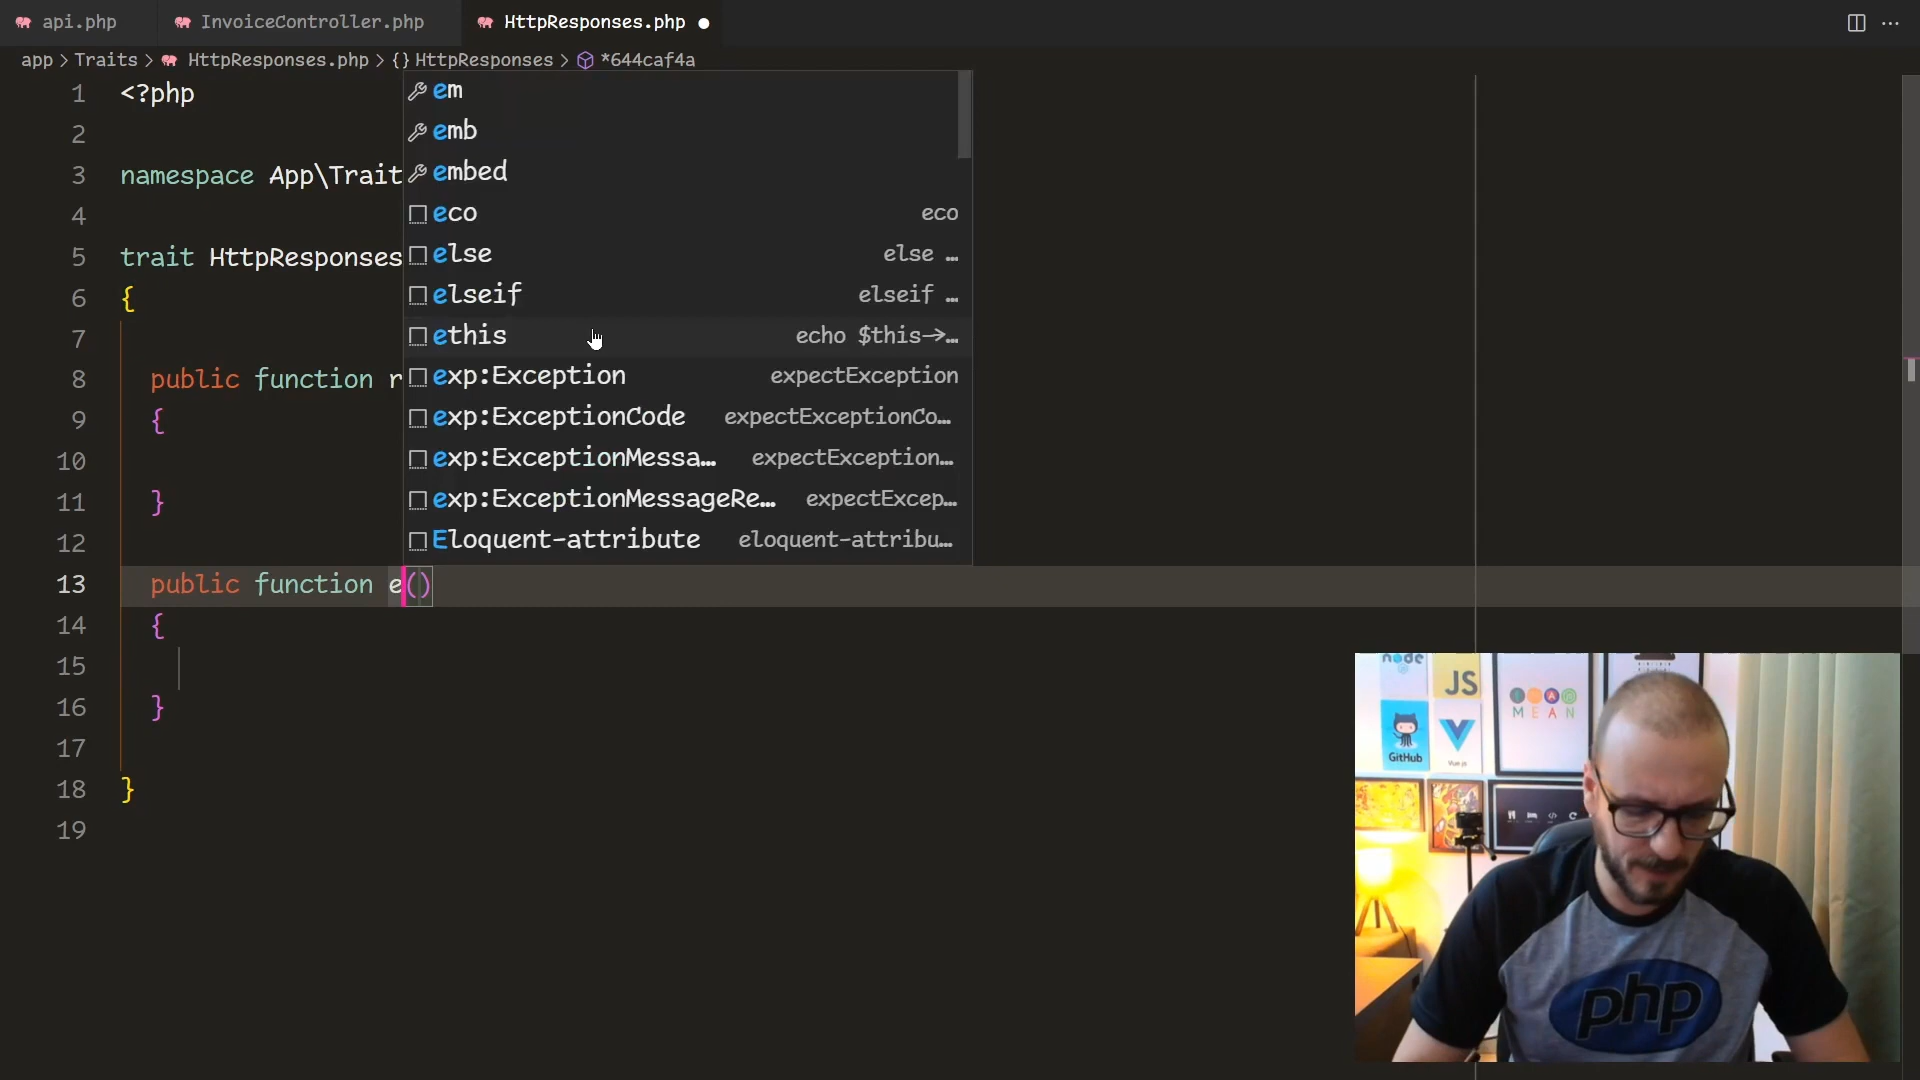 api.php InvoiceController.php HttpResponses.php
app > Traits > HttpResponses.php > {} HttpResponses > *644caf4a
1 <?php
2
3 namespace App\Trait
4
5 trait HttpResponses
6 {
7
8 public function r
9 {
10
11 }
12
13 public function e()
14 {
15
16 }
17
18 }
19
em
emb
embed
eco eco
else else …
elseif elseif …
ethis echo $this->…
exp:Exception expectException
exp:ExceptionCode expectExceptionCo…
exp:ExceptionMessa… expectException…
exp:ExceptionMessageRe… expectExcep…
Eloquent-attribute eloquent-attribu…
node
JS
MEAN
GitHub
Vue js
php